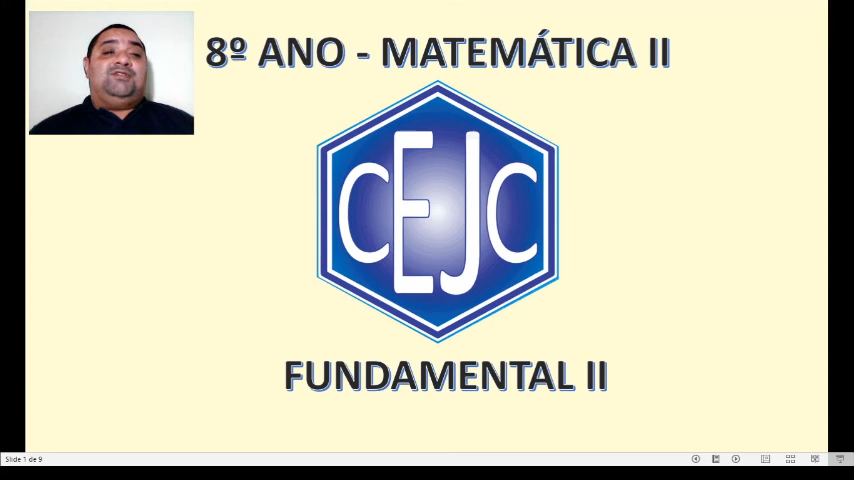 8º ANO - MATEMÁTICA II
CEJC
FUNDAMENTAL II
Slide 1 de 9